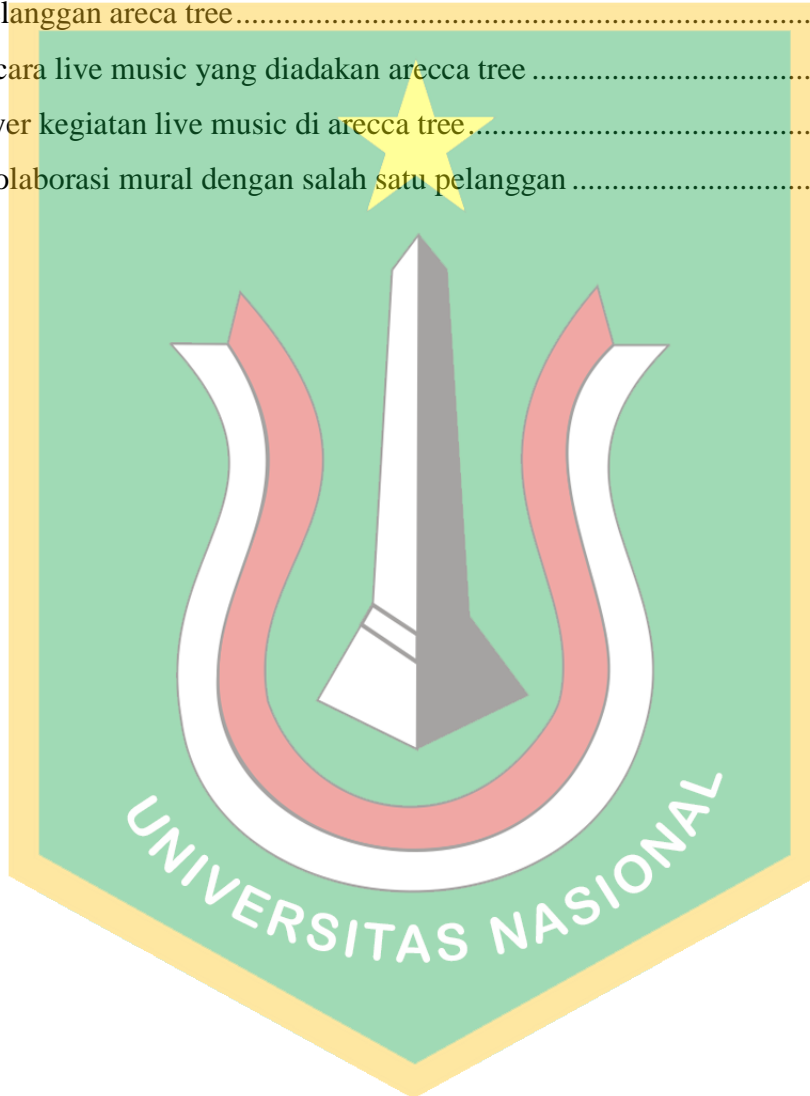 langgan areca tree....................................................................
cara live music yang diadakan arecca tree ..................................
ver kegiatan live music di arecca tree..........................................
olaborasi mural dengan salah satu pelanggan .............................
UNIVERSITAS NASIONAL